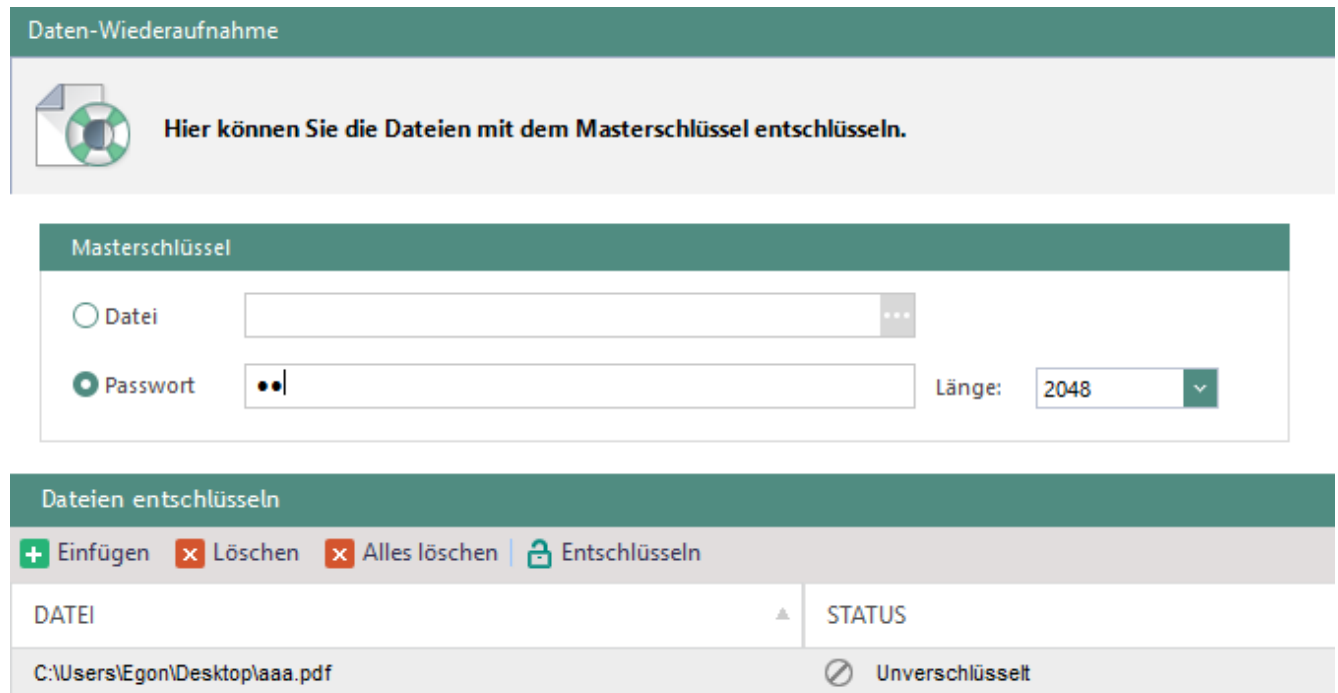 Daten-Wiederaufnahme
Hier können Sie die Dateien mit dem Masterschlüssel entschlüsseln.
Masterschlüssel
Datei
Passwort ●● Länge: 2048
Dateien entschlüsseln
Einfügen Löschen Alles löschen Entschlüsseln
DATEI STATUS
C:\Users\Egon\Desktop\aaa.pdf Unverschlüsselt